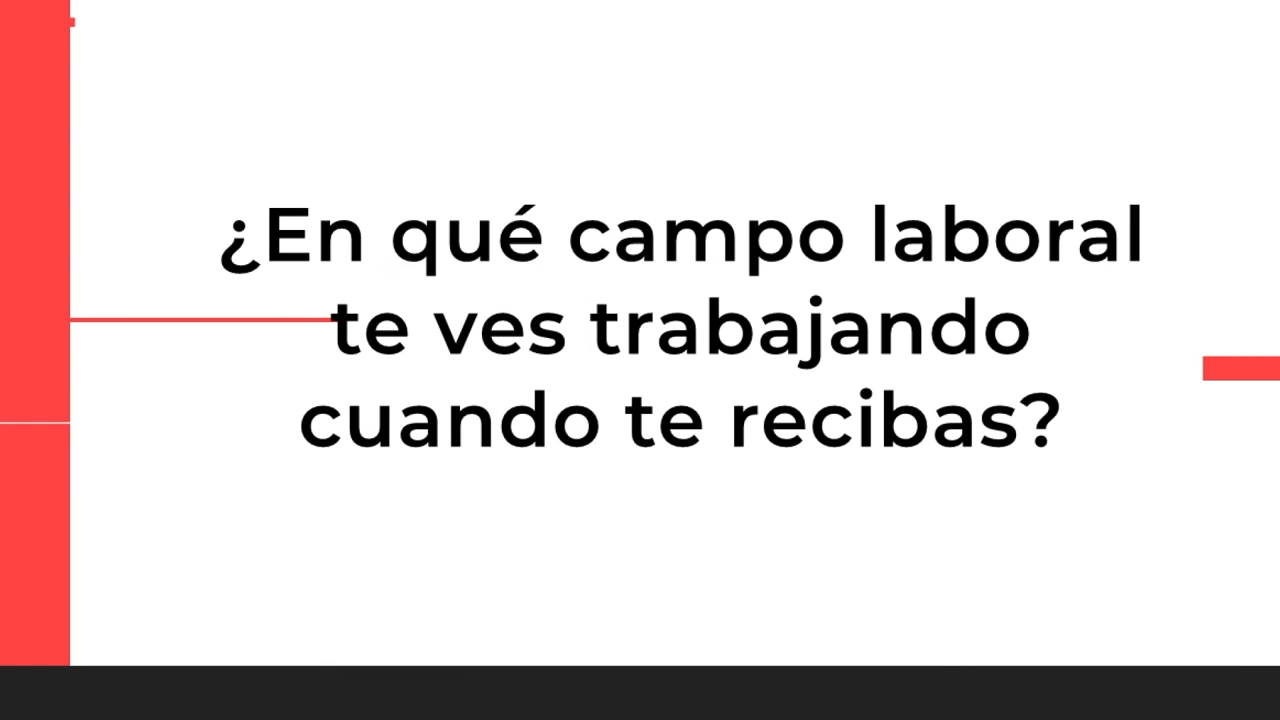 ¿En qué campo laboral
te ves trabajando
cuando te recibas?